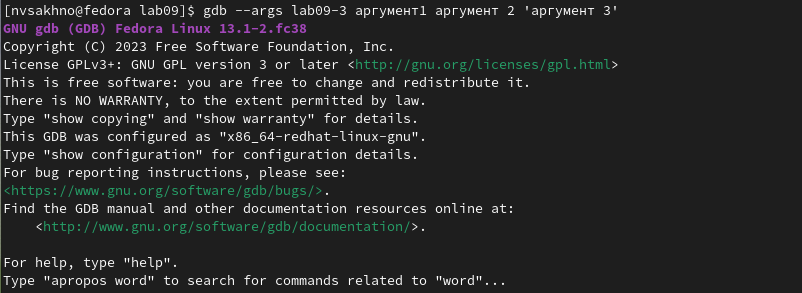 [nvsakhno@fedora lab09]$ gdb --args lab09-3 аргумент1 аргумент 2 'аргумент 3'
GNU gdb (GDB) Fedora Linux 13.1-2.fc38
Copyright (C) 2023 Free Software Foundation, Inc.
License GPLv3+: GNU GPL version 3 or later <http://gnu.org/licenses/gpl.html>
This is free software: you are free to change and redistribute it.
There is NO WARRANTY, to the extent permitted by law.
Type "show copying" and "show warranty" for details.
This GDB was configured as "x86_64-redhat-linux-gnu".
Type "show configuration" for configuration details.
For bug reporting instructions, please see:
<https://www.gnu.org/software/gdb/bugs/>.
Find the GDB manual and other documentation resources online at:
    <http://www.gnu.org/software/gdb/documentation/>.

For help, type "help".
Type "apropos word" to search for commands related to "word"...